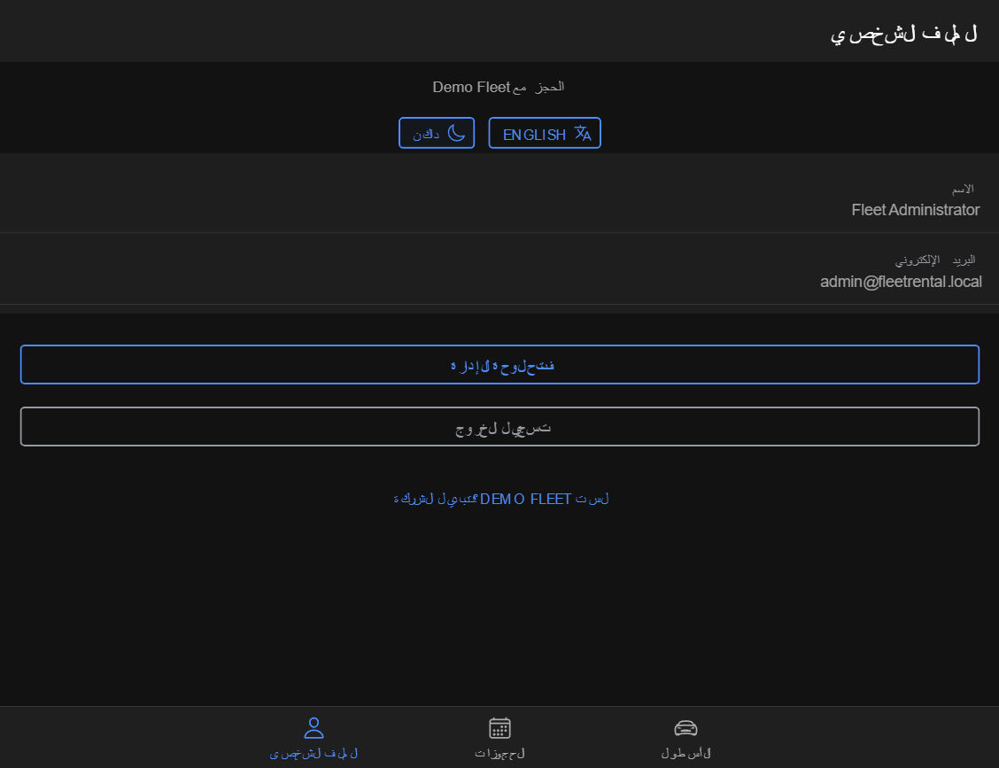 الملف الشخصي
الحجز مع Demo Fleet
ENGLISH
داكن
الاسم
Fleet Administrator
البريد الإلكتروني
admin@fleetrental.local
فتح لوحة الإدارة
تسجيل الخروج
لست DEMO FLEET؟ تبديل الشركة
الأسطول
الحجوزات
الملف الشخصي